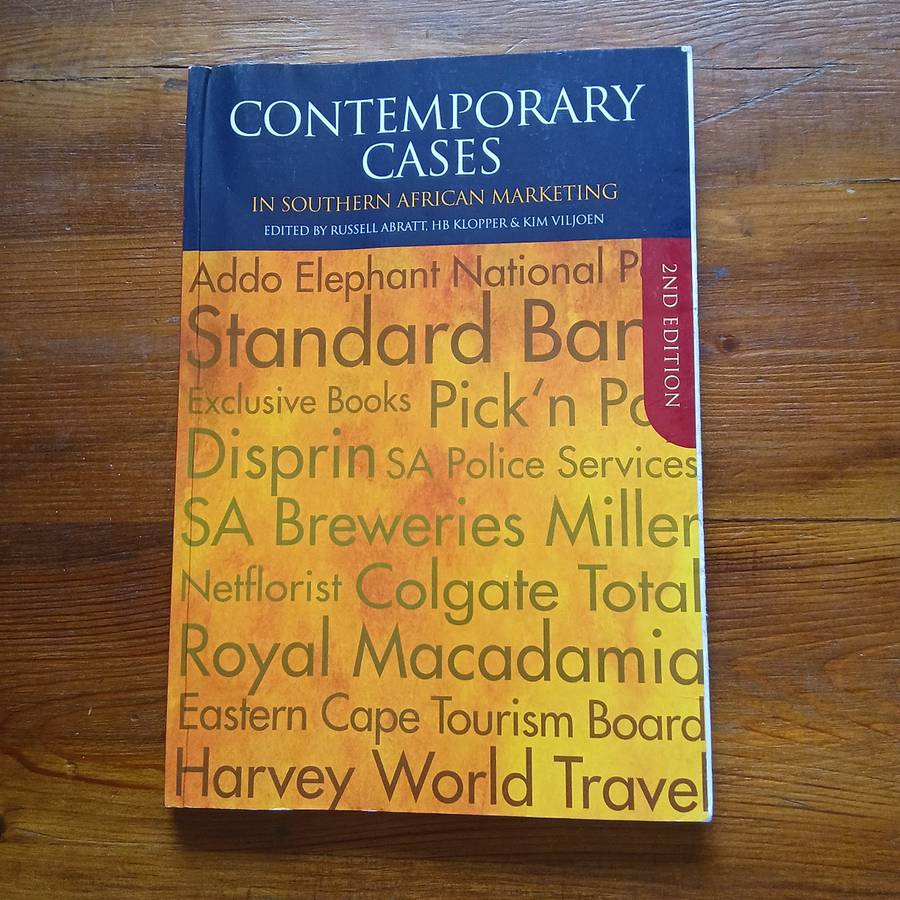 CONTEMPORARY
CASES
IN SOUTHERN AFRICAN MARKETING
EDITED BY RUSSELL ABRATT, HB KLOPPER & KIM VILJOEN
2ND EDITION
Addo Elephant National
Standard
Exclusive Books Pick‘n
Disprin SA Police Services
SA Breweries Miller
Netflorist Colgate Total
Royal Macadamia
Eastern Cape Tourism Board
Harvey World Travel